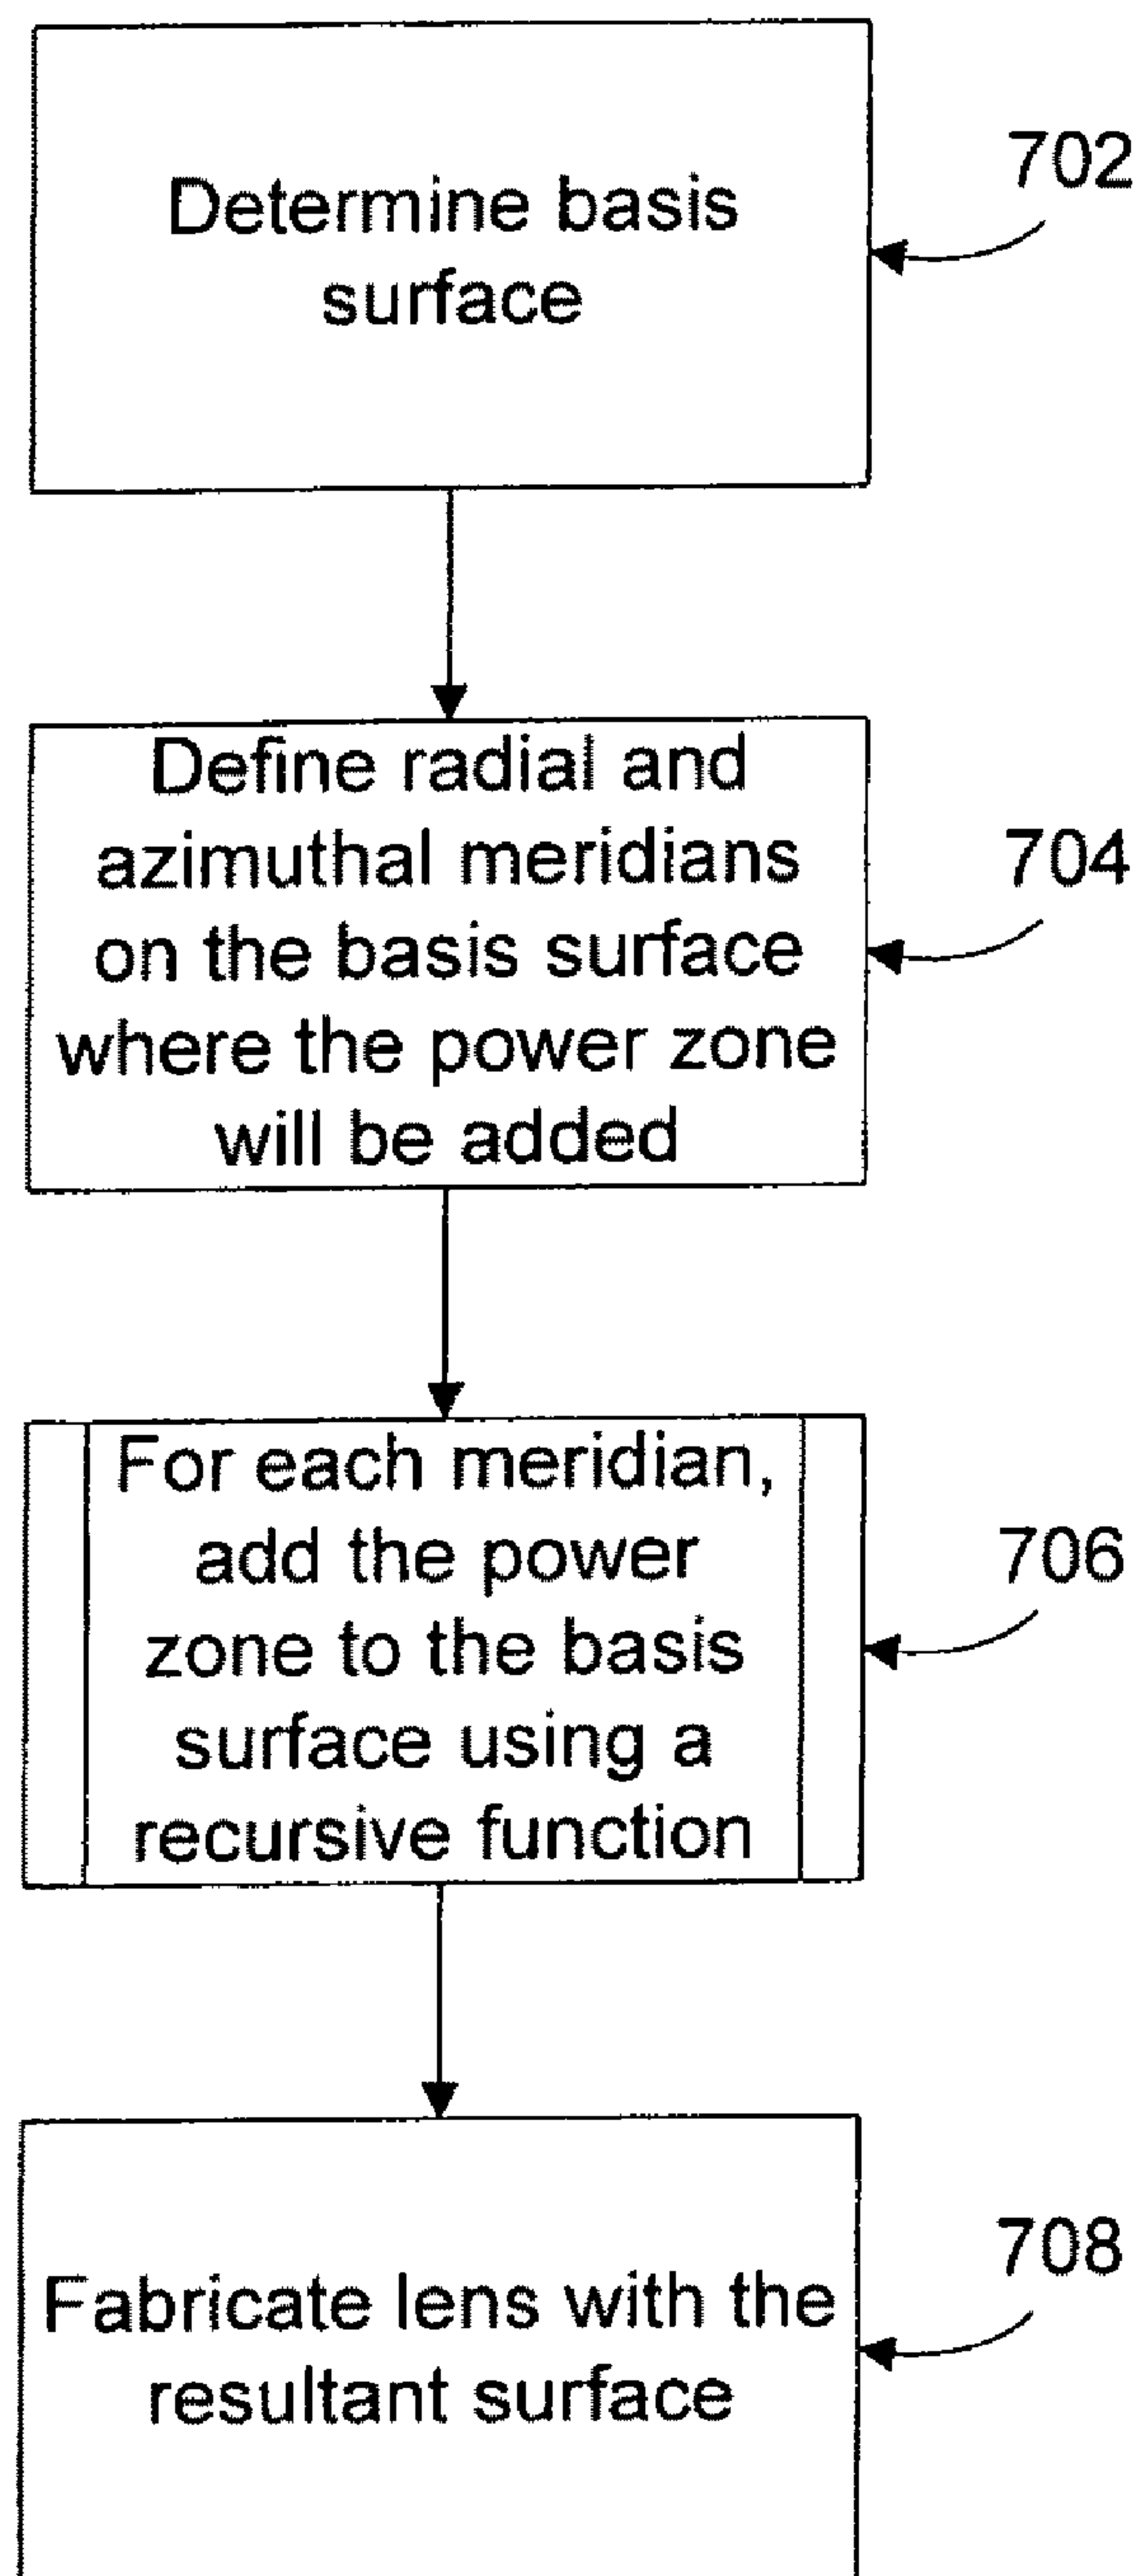 Determine basis
surface
702
Define radial and
azimuthal meridians
on the basis surface
where the power zone
will be added
704
For each meridian,
add the power
zone to the basis
surface using a
recursive function
706
Fabricate lens with the
resultant surface
708